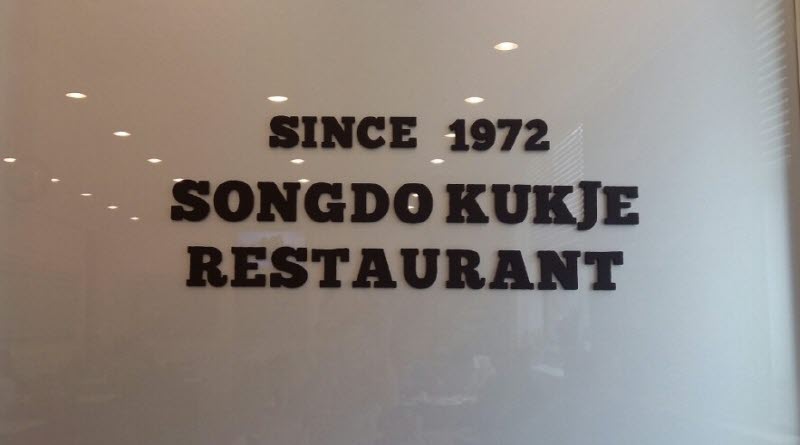 SINCE 1972
SONGDO KUKJE
RESTAURANT